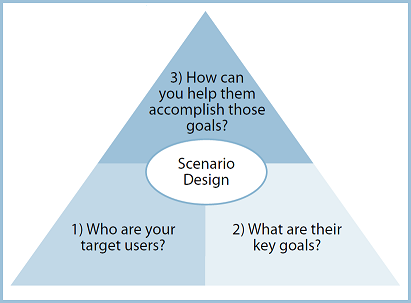 3) How can
you help them
accomplish those
goals?
Scenario
Design
1) Who are your
target users?
2) What are their
key goals?